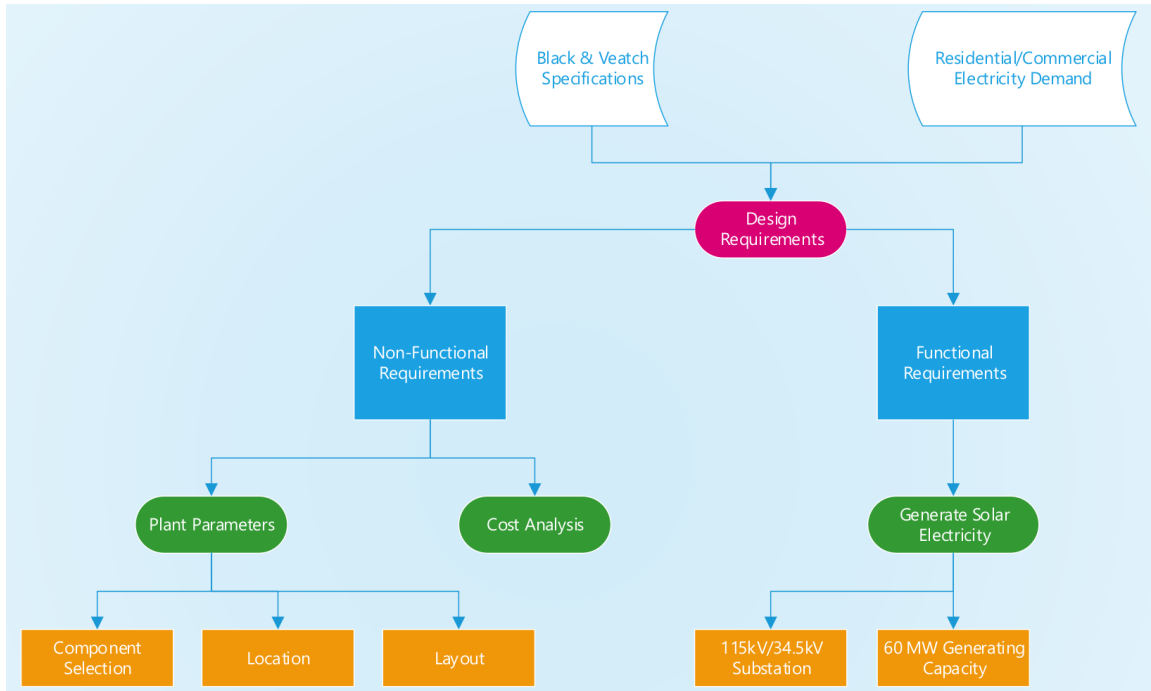 Black & Veatch
Specifications
Residential/Commercial
Electricity Demand
Design
Requirements
Non-Functional
Requirements
Functional
Requirements
Plant Parameters
Cost Analysis
Generate Solar
Electricity
Component
Selection
Location
Layout
115kV/34.5kV
Substation
60 MW Generating
Capacity